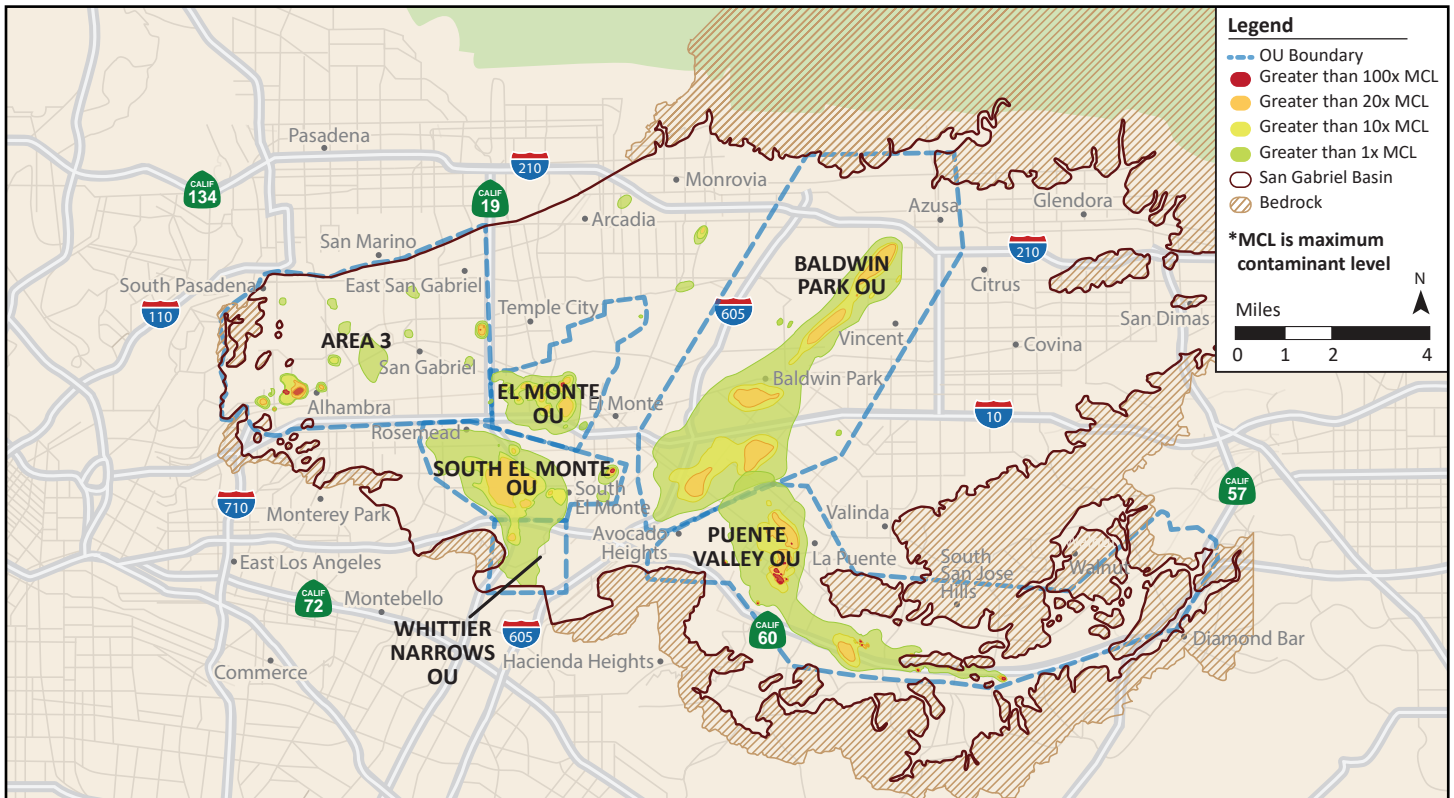 Legend
OU Boundary
Greater than 100x MCL
Greater than 20x MCL
Greater than 10x MCL
Greater than 1x MCL
San Gabriel Basin
Bedrock
*MCL is maximum
contaminant level
N
Miles
0 1 2 4
Pasadena
CALIF
134
210
CALIF
19
Monrovia
Arcadia
Azusa
Glendora
San Marino
210
South Pasadena
East San Gabriel
BALDWIN
PARK OU
Citrus
110
Temple City
605
San Dimas
AREA 3
Vincent
Covina
San Gabriel
Baldwin Park
EL MONTE
OU
El Monte
Alhambra
10
Rosemead
SOUTH EL MONTE
OU
South
El Monte
CALIF
57
710
Monterey Park
Avocado
Heights
PUENTE
VALLEY OU
Valinda
La Puente
East Los Angeles
South
San Jose
Hills
Walnut
CALIF
72
Montebello
WHITTIER
NARROWS
OU
605
CALIF
60
Diamond Bar
Commerce
Hacienda Heights